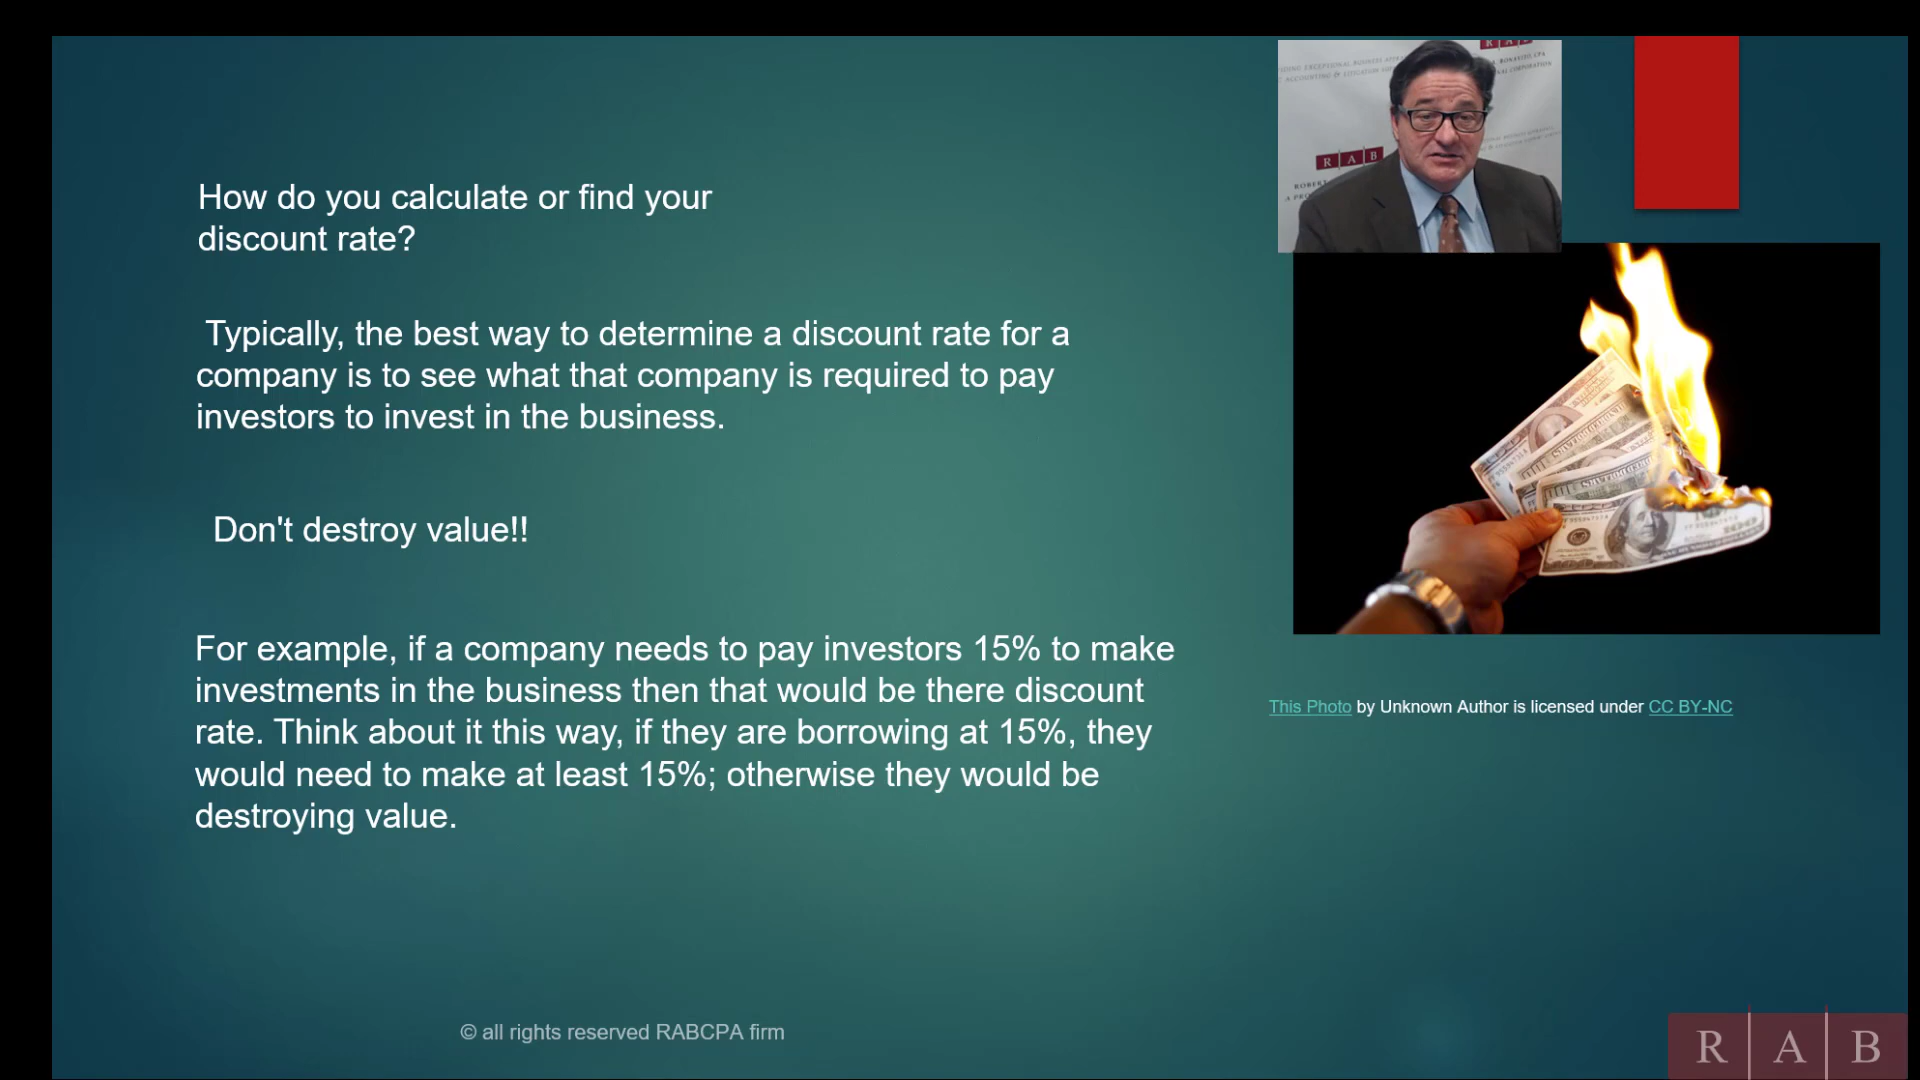 How do you calculate or find your
discount rate?
Typically, the best way to determine a discount rate for a
company is to see what that company is required to pay
investors to invest in the business.
Don't destroy value!!
For example, if a company needs to pay investors 15% to make
investments in the business then that would be there discount
rate. Think about it this way, if they are borrowing at 15%, they
would need to make at least 15%; otherwise they would be
destroying value.
R A B
This Photo by Unknown Author is licensed under CC BY-NC
© all rights reserved RABCPA firm
R A B